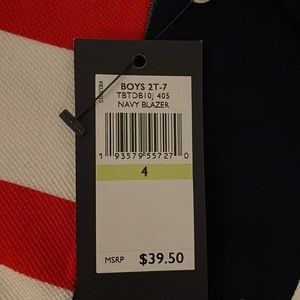 BOYS 2T-7
TBTDB10J 405
NAVY BLAZER
1 93579 55727 0
4
MSRP $39.50